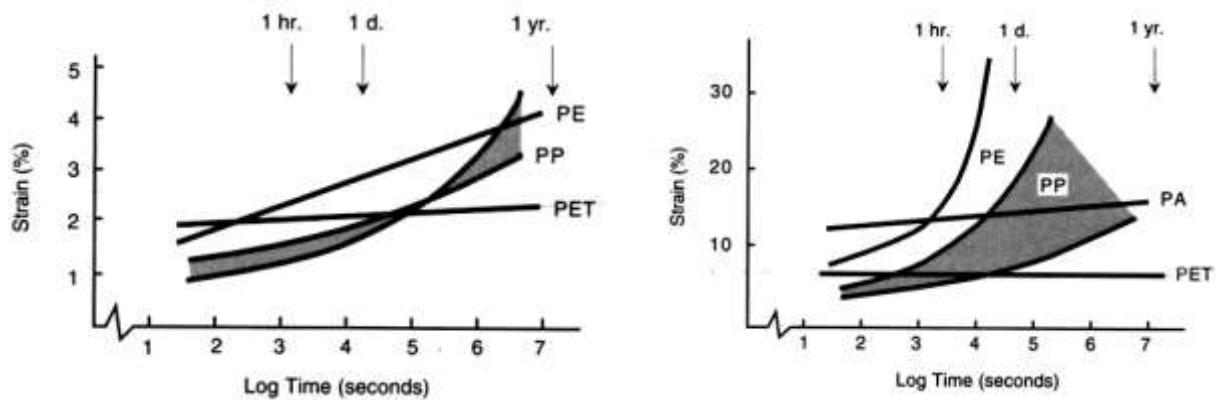 1 hr.
1 d.
1 yr.
5
4
3
2
1
Strain (%)
PE
PP
PET
1 2 3 4 5 6 7
Log Time (seconds)
1 hr.
1 d.
1 yr.
30
20
10
Strain (%)
PE
PP
PA
PET
1 2 3 4 5 6 7
Log Time (seconds)